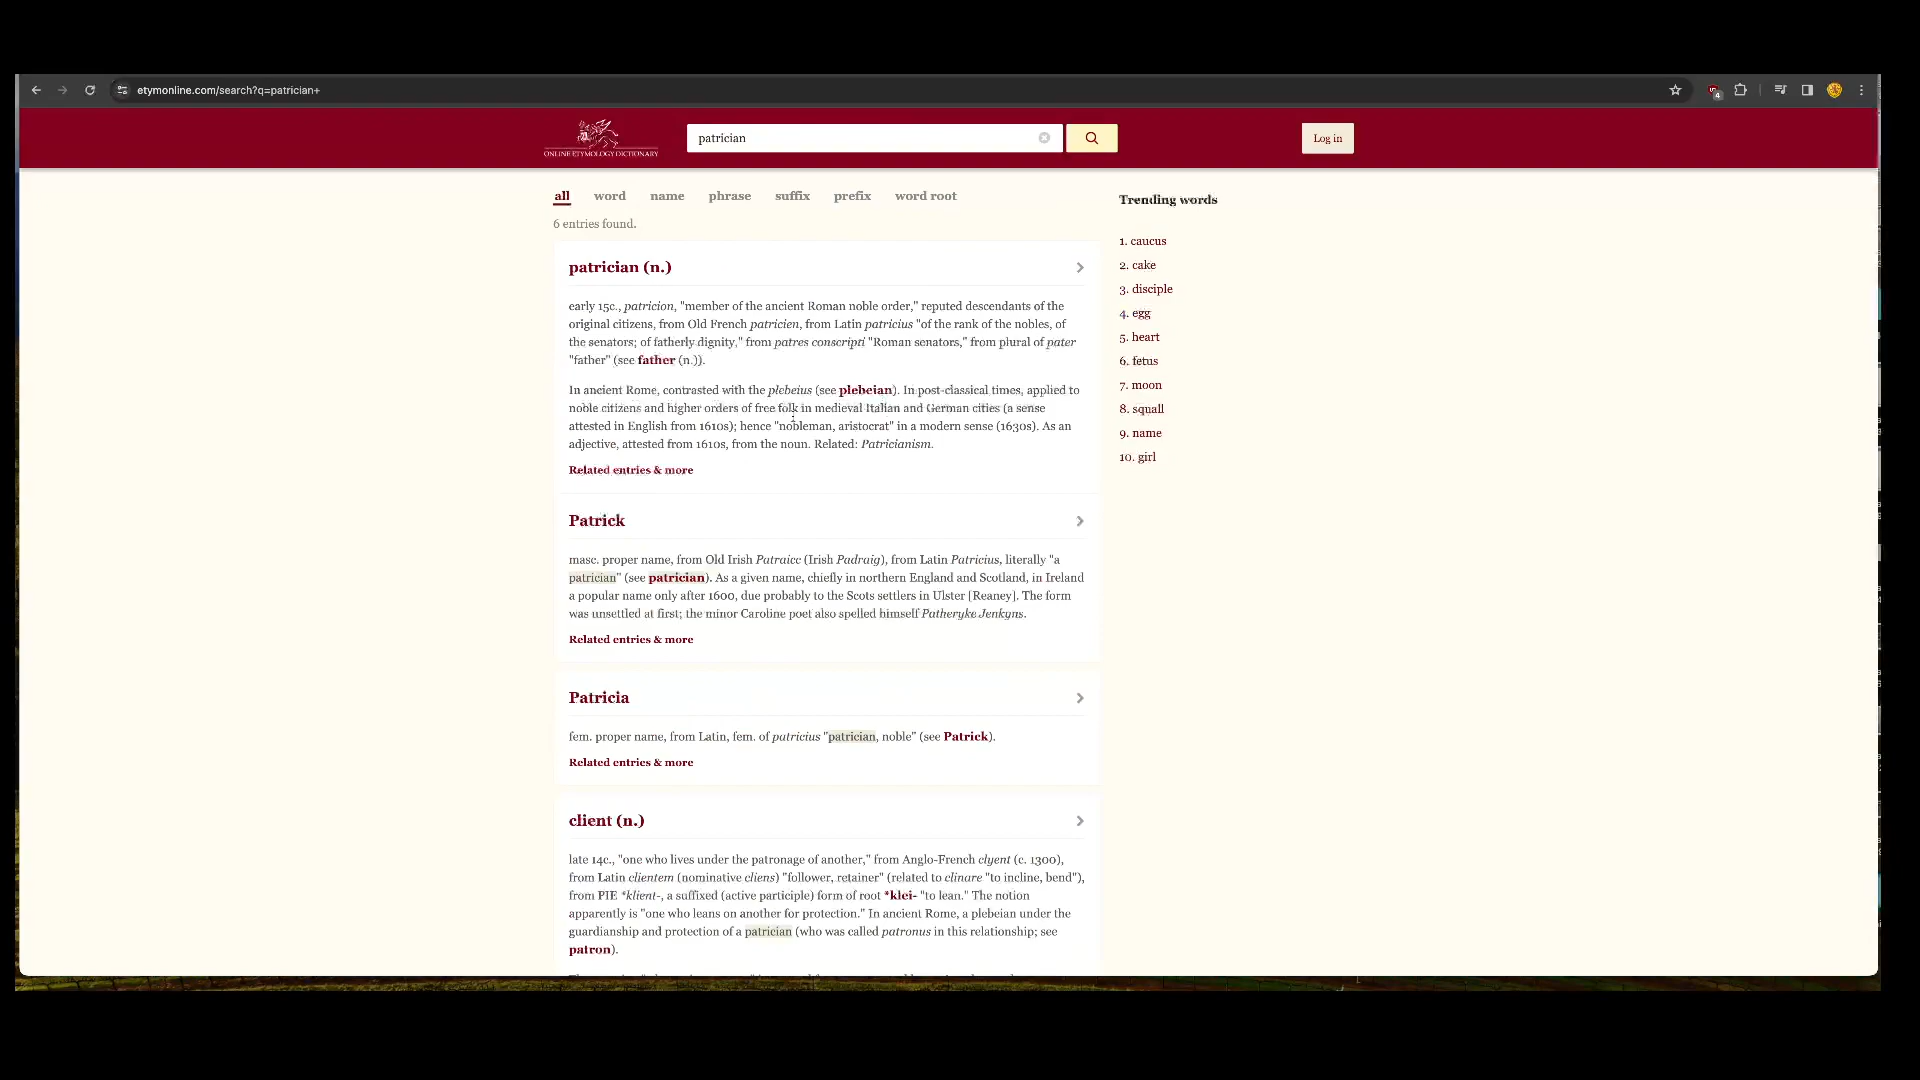 etymonline.com/search?q=patrician+
4
ONLINE ETYMOLOGY DICTIONARY
patrician
Log in
all word name phrase suffix prefix word root
6 entries found.
patrician (n.)
early 15c., patricion, "member of the ancient Roman noble order," reputed descendants of the
original citizens, from Old French patricien, from Latin patricius "of the rank of the nobles, of
the senators; of fatherly dignity," from patres conscripti "Roman senators," from plural of pater
"father" (see father (n.)).
In ancient Rome, contrasted with the plebeius (see plebeian). In post-classical times, applied to
noble citizens and higher orders of free folk in medieval Italian and German cities (a sense
attested in English from 1610s); hence "nobleman, aristocrat" in a modern sense (1630s). As an
adjective, attested from 1610s, from the noun. Related: Patricianism.
Related entries & more
Patrick
masc. proper name, from Old Irish Patraicc (Irish Padraig), from Latin Patricius, literally "a
patrician" (see patrician). As a given name, chiefly in northern England and Scotland, in Ireland
a popular name only after 1600, due probably to the Scots settlers in Ulster [Reaney]. The form
was unsettled at first; the minor Caroline poet also spelled himself Patheryke Jenkyns.
Related entries & more
Patricia
fem. proper name, from Latin, fem. of patricius "patrician, noble" (see Patrick).
Related entries & more
client (n.)
late 14c., "one who lives under the patronage of another," from Anglo-French clyent (c. 1300),
from Latin clientem (nominative cliens) "follower, retainer" (related to clinare "to incline, bend"),
from PIE *klient-, a suffixed (active participle) form of root *klei- "to lean." The notion
apparently is "one who leans on another for protection." In ancient Rome, a plebeian under the
guardianship and protection of a patrician (who was called patronus in this relationship; see
patron).
Trending words
1. caucus
2. cake
3. disciple
4. egg
5. heart
6. fetus
7. moon
8. squall
9. name
10. girl